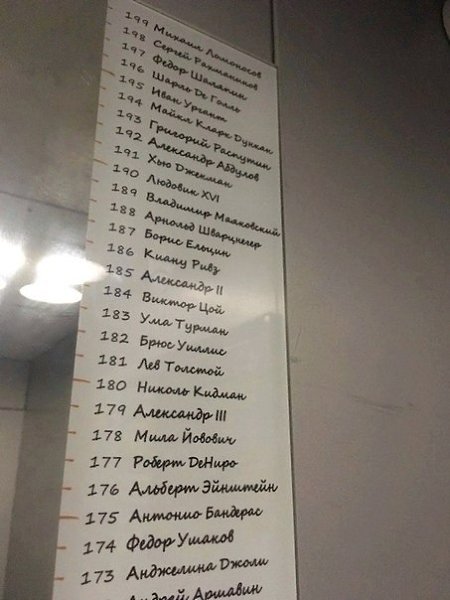 199 Михаил Ломоносов
198 Сергей Рахманинов
197 Федор Шаляпин
196 Шарль Де Голль
195 Иван Ургант
194 Майкл Кларк Дункан
193 Григорий Распутин
192 Александр Абдулов
191 Хью Джекман
190 Людовик XVI
189 Владимир Маяковский
188 Арнольд Шварцнегер
187 Борис Ельцин
186 Киану Ривз
185 Александр II
184 Виктор Цой
183 Ума Турман
182 Брюс Уиллис
181 Лев Толстой
180 Николь Кидман
179 Александр III
178 Мила Йовович
177 Роберт ДеНиро
176 Альберт Эйнштейн
175 Антонио Бандерас
174 Федор Ушаков
173 Анджелина Джоли
Андрей Аршавин